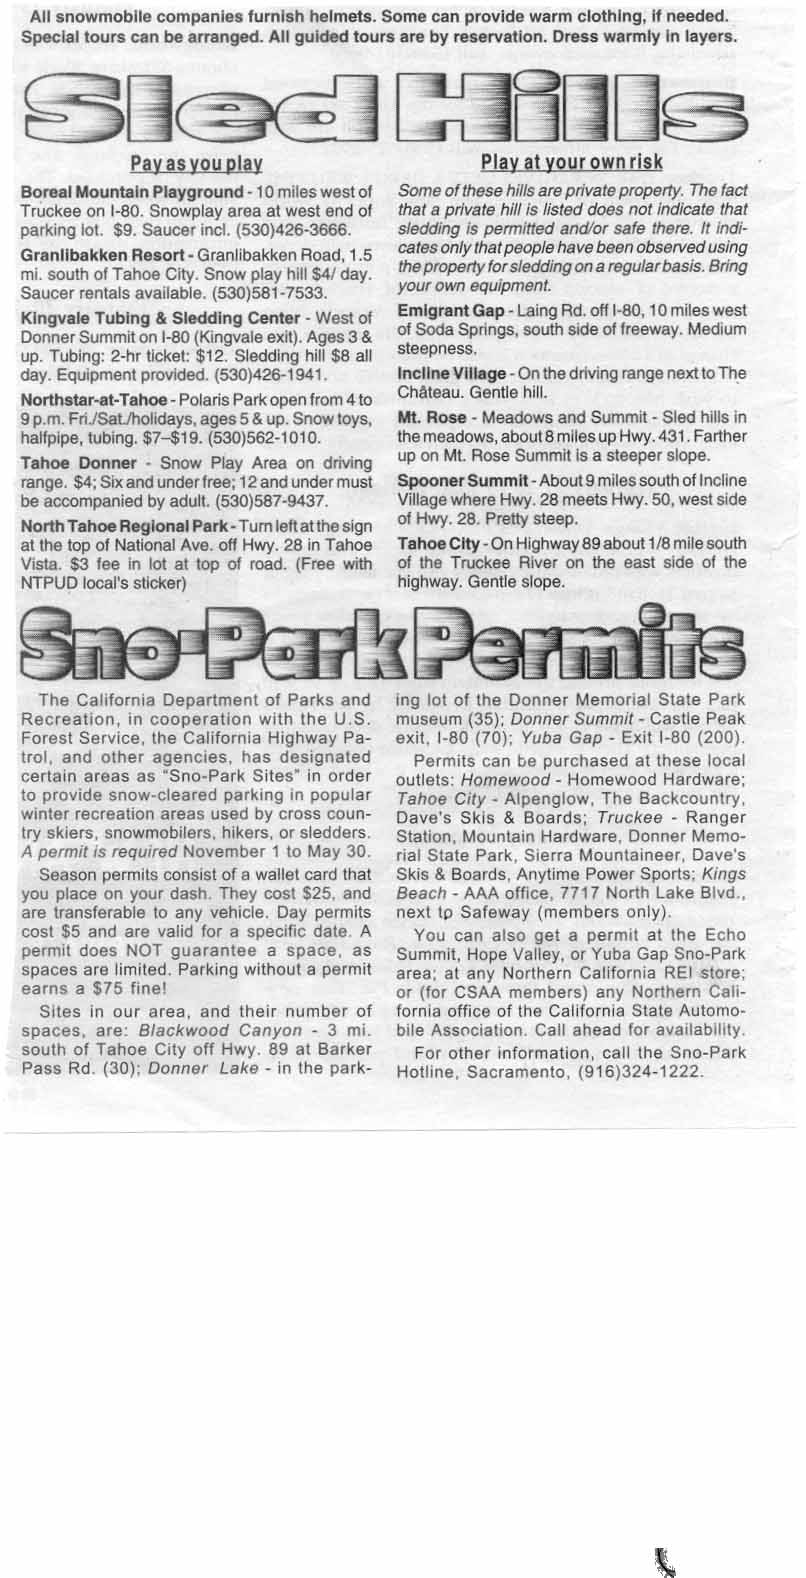 All snowmobile companies furnish helmets. Some can provide warm clothing, if needed.
Special tours can be arranged. All guided tours are by reservation. Dress warmly in layers.
Sled Hills
Pay as you play
Boreal Mountain Playground - 10 miles west of
Truckee on I-80. Snowplay area at west end of
parking lot. $9. Saucer incl. (530)426-3666.
Granlibakken Resort - Granlibakken Road, 1.5
mi. south of Tahoe City. Snow play hill $4/ day.
Saucer rentals available. (530)581-7533.
Kingvale Tubing & Sledding Center - West of
Donner Summit on I-80 (Kingvale exit). Ages 3 &
up. Tubing: 2-hr ticket: $12. Sledding hill $8 all
day. Equipment provided. (530)426-1941.
Northstar-at-Tahoe - Polaris Park open from 4 to
9 p.m. Fri./Sat./holidays, ages 5 & up. Snow toys,
halfpipe, tubing. $7–$19. (530)562-1010.
Tahoe Donner - Snow Play Area on driving
range. $4; Six and under free; 12 and under must
be accompanied by adult. (530)587-9437.
North Tahoe Regional Park - Turn left at the sign
at the top of National Ave. off Hwy. 28 in Tahoe
Vista. $3 fee in lot at top of road. (Free with
NTPUD local's sticker)
Play at your own risk
Some of these hills are private property. The fact
that a private hill is listed does not indicate that
sledding is permitted and/or safe there. It indi-
cates only that people have been observed using
the property for sledding on a regular basis. Bring
your own equipment.
Emigrant Gap - Laing Rd. off I-80, 10 miles west
of Soda Springs, south side of freeway. Medium
steepness.
Incline Village - On the driving range next to The
Château. Gentle hill.
Mt. Rose - Meadows and Summit - Sled hills in
the meadows, about 8 miles up Hwy. 431. Farther
up on Mt. Rose Summit is a steeper slope.
Spooner Summit - About 9 miles south of Incline
Village where Hwy. 28 meets Hwy. 50, west side
of Hwy. 28. Pretty steep.
Tahoe City - On Highway 89 about 1/8 mile south
of the Truckee River on the east side of the
highway. Gentle slope.
Sno-Park Permits
The California Department of Parks and
Recreation, in cooperation with the U.S.
Forest Service, the California Highway Pa-
trol, and other agencies, has designated
certain areas as "Sno-Park Sites" in order
to provide snow-cleared parking in popular
winter recreation areas used by cross coun-
try skiers, snowmobilers, hikers, or sledders.
A permit is required November 1 to May 30.
Season permits consist of a wallet card that
you place on your dash. They cost $25, and
are transferable to any vehicle. Day permits
cost $5 and are valid for a specific date. A
permit does NOT guarantee a space, as
spaces are limited. Parking without a permit
earns a $75 fine!
Sites in our area, and their number of
spaces, are: Blackwood Canyon - 3 mi.
south of Tahoe City off Hwy. 89 at Barker
Pass Rd. (30); Donner Lake - in the park-
ing lot of the Donner Memorial State Park
museum (35); Donner Summit - Castle Peak
exit, I-80 (70); Yuba Gap - Exit I-80 (200).
Permits can be purchased at these local
outlets: Homewood - Homewood Hardware;
Tahoe City - Alpenglow, The Backcountry,
Dave's Skis & Boards; Truckee - Ranger
Station, Mountain Hardware, Donner Memo-
rial State Park, Sierra Mountaineer, Dave's
Skis & Boards, Anytime Power Sports; Kings
Beach - AAA office, 7717 North Lake Blvd.,
next to Safeway (members only).
You can also get a permit at the Echo
Summit, Hope Valley, or Yuba Gap Sno-Park
area; at any Northern California REI store;
or (for CSAA members) any Northern Cali-
fornia office of the California State Automo-
bile Association. Call ahead for availability.
For other information, call the Sno-Park
Hotline, Sacramento, (916)324-1222.